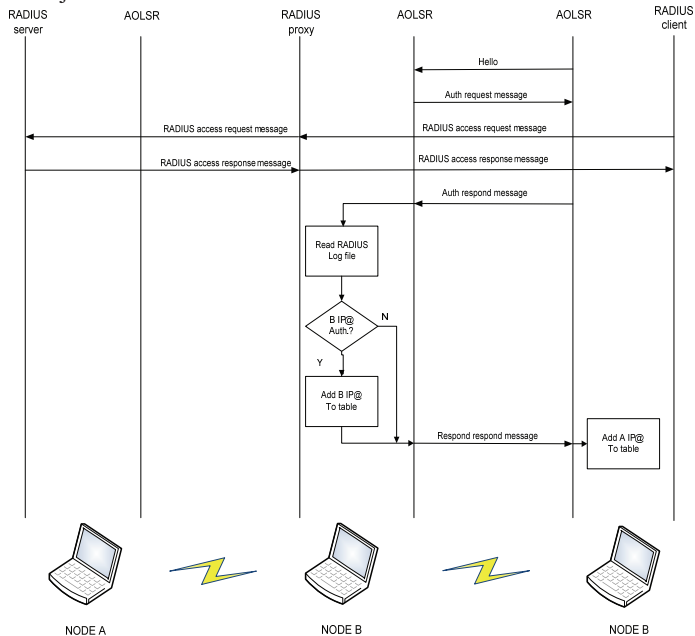 RADIUS
server
AOLSR
RADIUS
proxy
AOLSR
AOLSR
RADIUS
client
Hello
Auth request message
RADIUS access request message
RADIUS access request message
RADIUS access response message
RADIUS access response message
Auth respond message
Read RADIUS
Log file
B IP@
Auth.?
N
Y
Add B IP@
To table
Respond respond message
Add A IP@
To table
NODE A
NODE B
NODE B